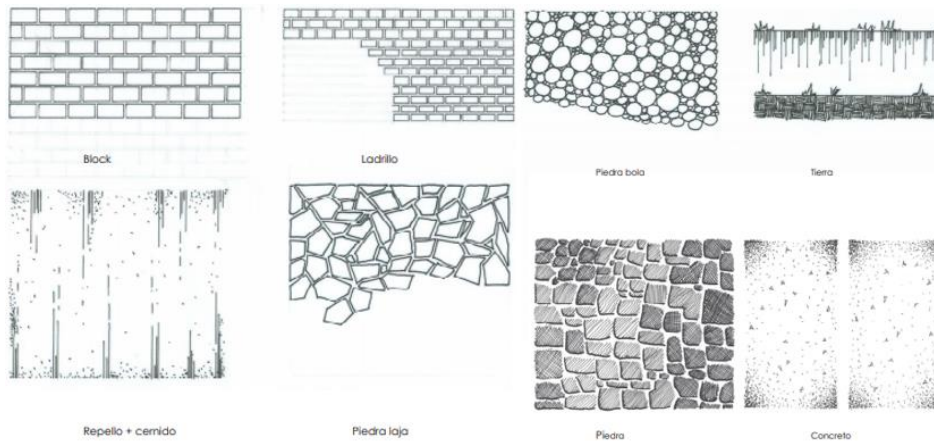 Block
Ladrillo
Piedra bola
Tierra
Repello + cernido
Piedra laja
Piedra
Concreto